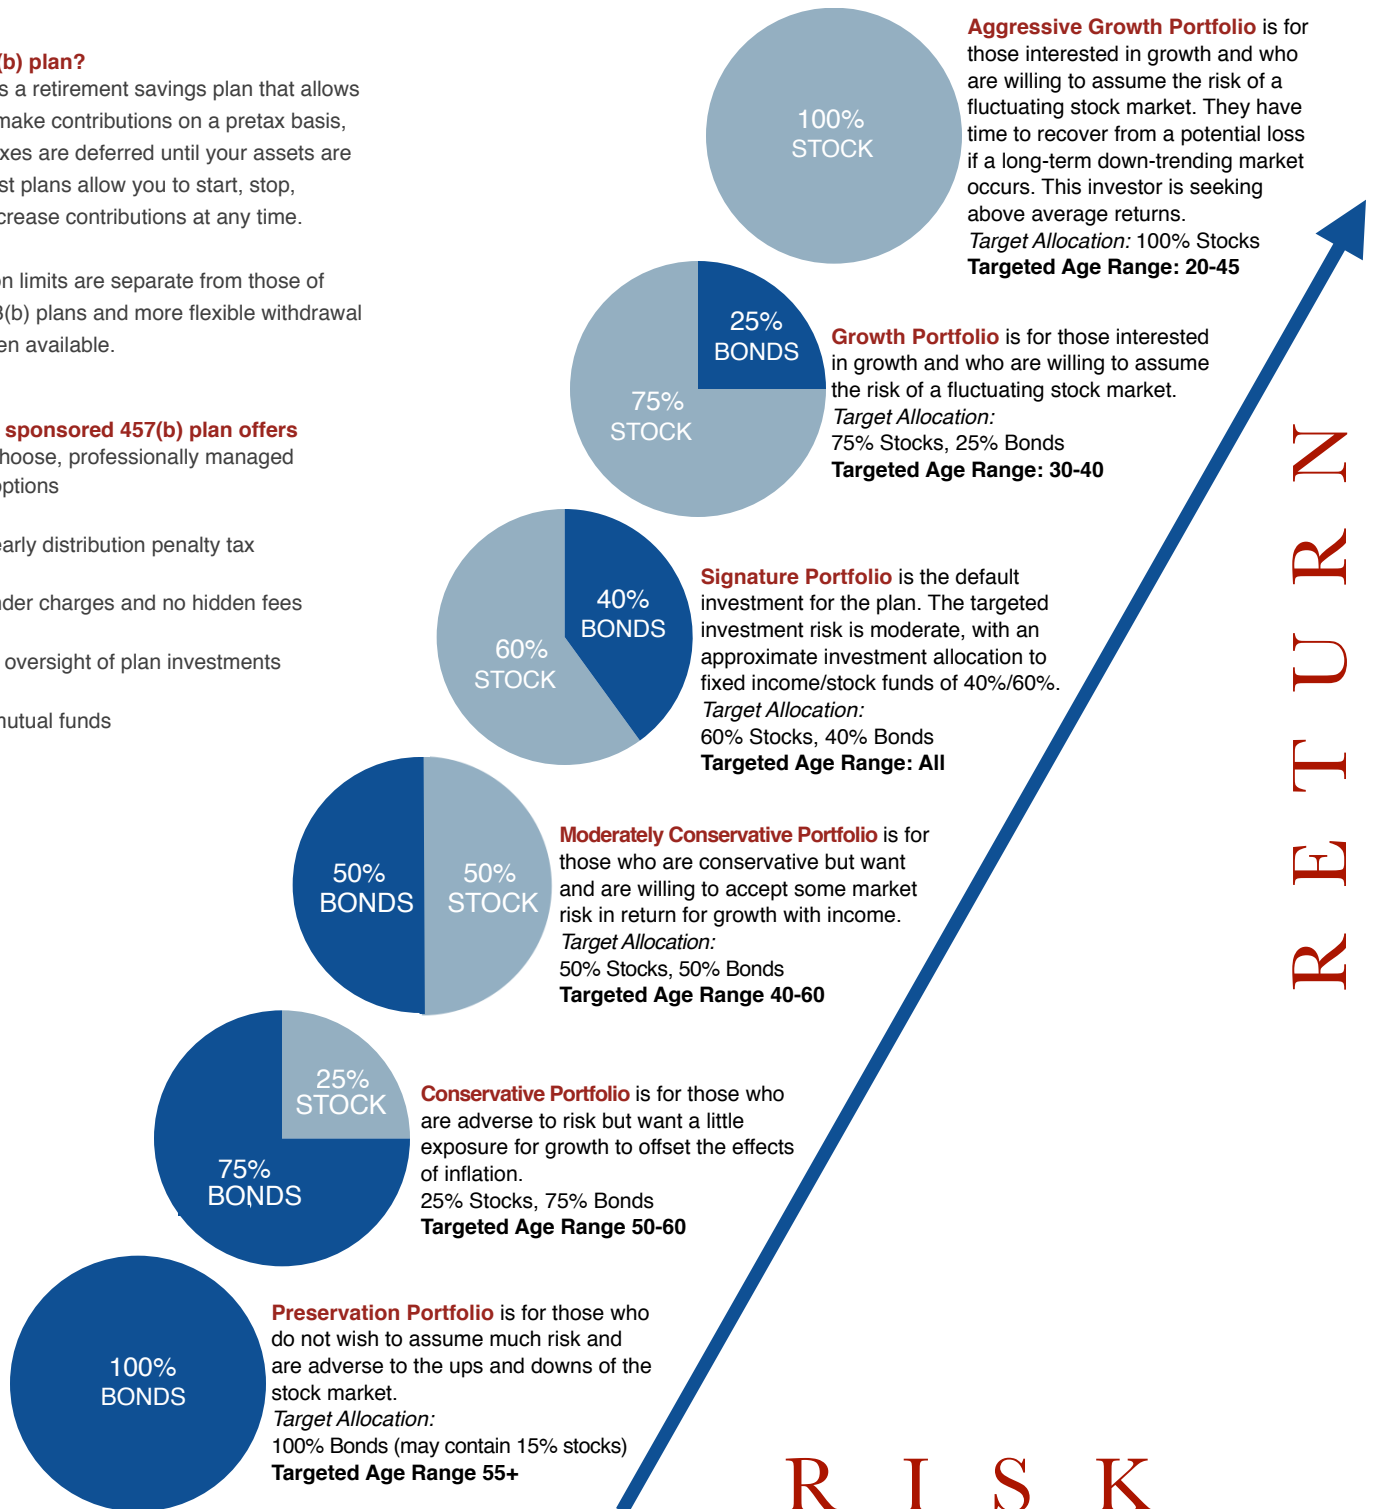 (b) plan?
s a retirement savings plan that allows
make contributions on a pretax basis,
xes are deferred until your assets are
st plans allow you to start, stop,
crease contributions at any time.
on limits are separate from those of
(b) plans and more flexible withdrawal
en available.
sponsored 457(b) plan offers
hoose, professionally managed
options
early distribution penalty tax
nder charges and no hidden fees
oversight of plan investments
mutual funds
100%
STOCK
Aggressive Growth Portfolio is for
those interested in growth and who
are willing to assume the risk of a
fluctuating stock market. They have
time to recover from a potential loss
if a long-term down-trending market
occurs. This investor is seeking
above average returns.
Target Allocation: 100% Stocks
Targeted Age Range: 20-45
25%
BONDS
75%
STOCK
Growth Portfolio is for those interested
in growth and who are willing to assume
the risk of a fluctuating stock market.
Target Allocation:
75% Stocks, 25% Bonds
Targeted Age Range: 30-40
40%
BONDS
60%
STOCK
Signature Portfolio is the default
investment for the plan. The targeted
investment risk is moderate, with an
approximate investment allocation to
fixed income/stock funds of 40%/60%.
Target Allocation:
60% Stocks, 40% Bonds
Targeted Age Range: All
50%
BONDS
50%
STOCK
Moderately Conservative Portfolio is for
those who are conservative but want
and are willing to accept some market
risk in return for growth with income.
Target Allocation:
50% Stocks, 50% Bonds
Targeted Age Range 40-60
25%
STOCK
75%
BONDS
Conservative Portfolio is for those who
are adverse to risk but want a little
exposure for growth to offset the effects
of inflation.
25% Stocks, 75% Bonds
Targeted Age Range 50-60
100%
BONDS
Preservation Portfolio is for those who
do not wish to assume much risk and
are adverse to the ups and downs of the
stock market.
Target Allocation:
100% Bonds (may contain 15% stocks)
Targeted Age Range 55+
RETURN
RISK